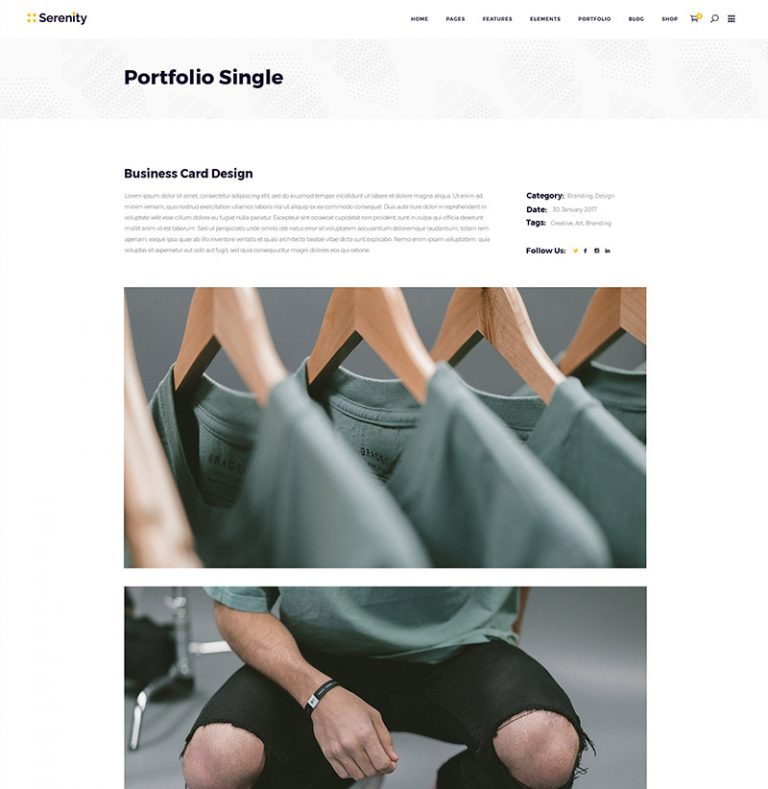 Serenity
HOME PAGES FEATURES ELEMENTS PORTFOLIO BLOG SHOP
Portfolio Single
Business Card Design
Lorem ipsum dolor sit amet, consectetur adipisicing elit, sed do eiusmod tempor incididunt ut labore et dolore magna aliqua. Ut enim ad
minim veniam, quis nostrud exercitation ullamco laboris nisi ut aliquip ex ea commodo consequat. Duis aute irure dolor in reprehenderit in
voluptate velit esse cillum dolore eu fugiat nulla pariatur. Excepteur sint occaecat cupidatat non proident, sunt in culpa qui officia deserunt
mollit anim id est laborum. Sed ut perspiciatis unde omnis iste natus error sit voluptatem accusantium doloremque laudantium, totam rem
aperiam, eaque ipsa quae ab illo inventore veritatis et quasi architecto beatae vitae dicta sunt explicabo. Nemo enim ipsam voluptatem, quia
voluptas sit aspernatur aut odit aut fugit, sed quia consequuntur magni dolores eos qui ratione
Category: Branding, Design
Date: 30 January 2017
Tags: Creative, Art, Branding
Follow Us: